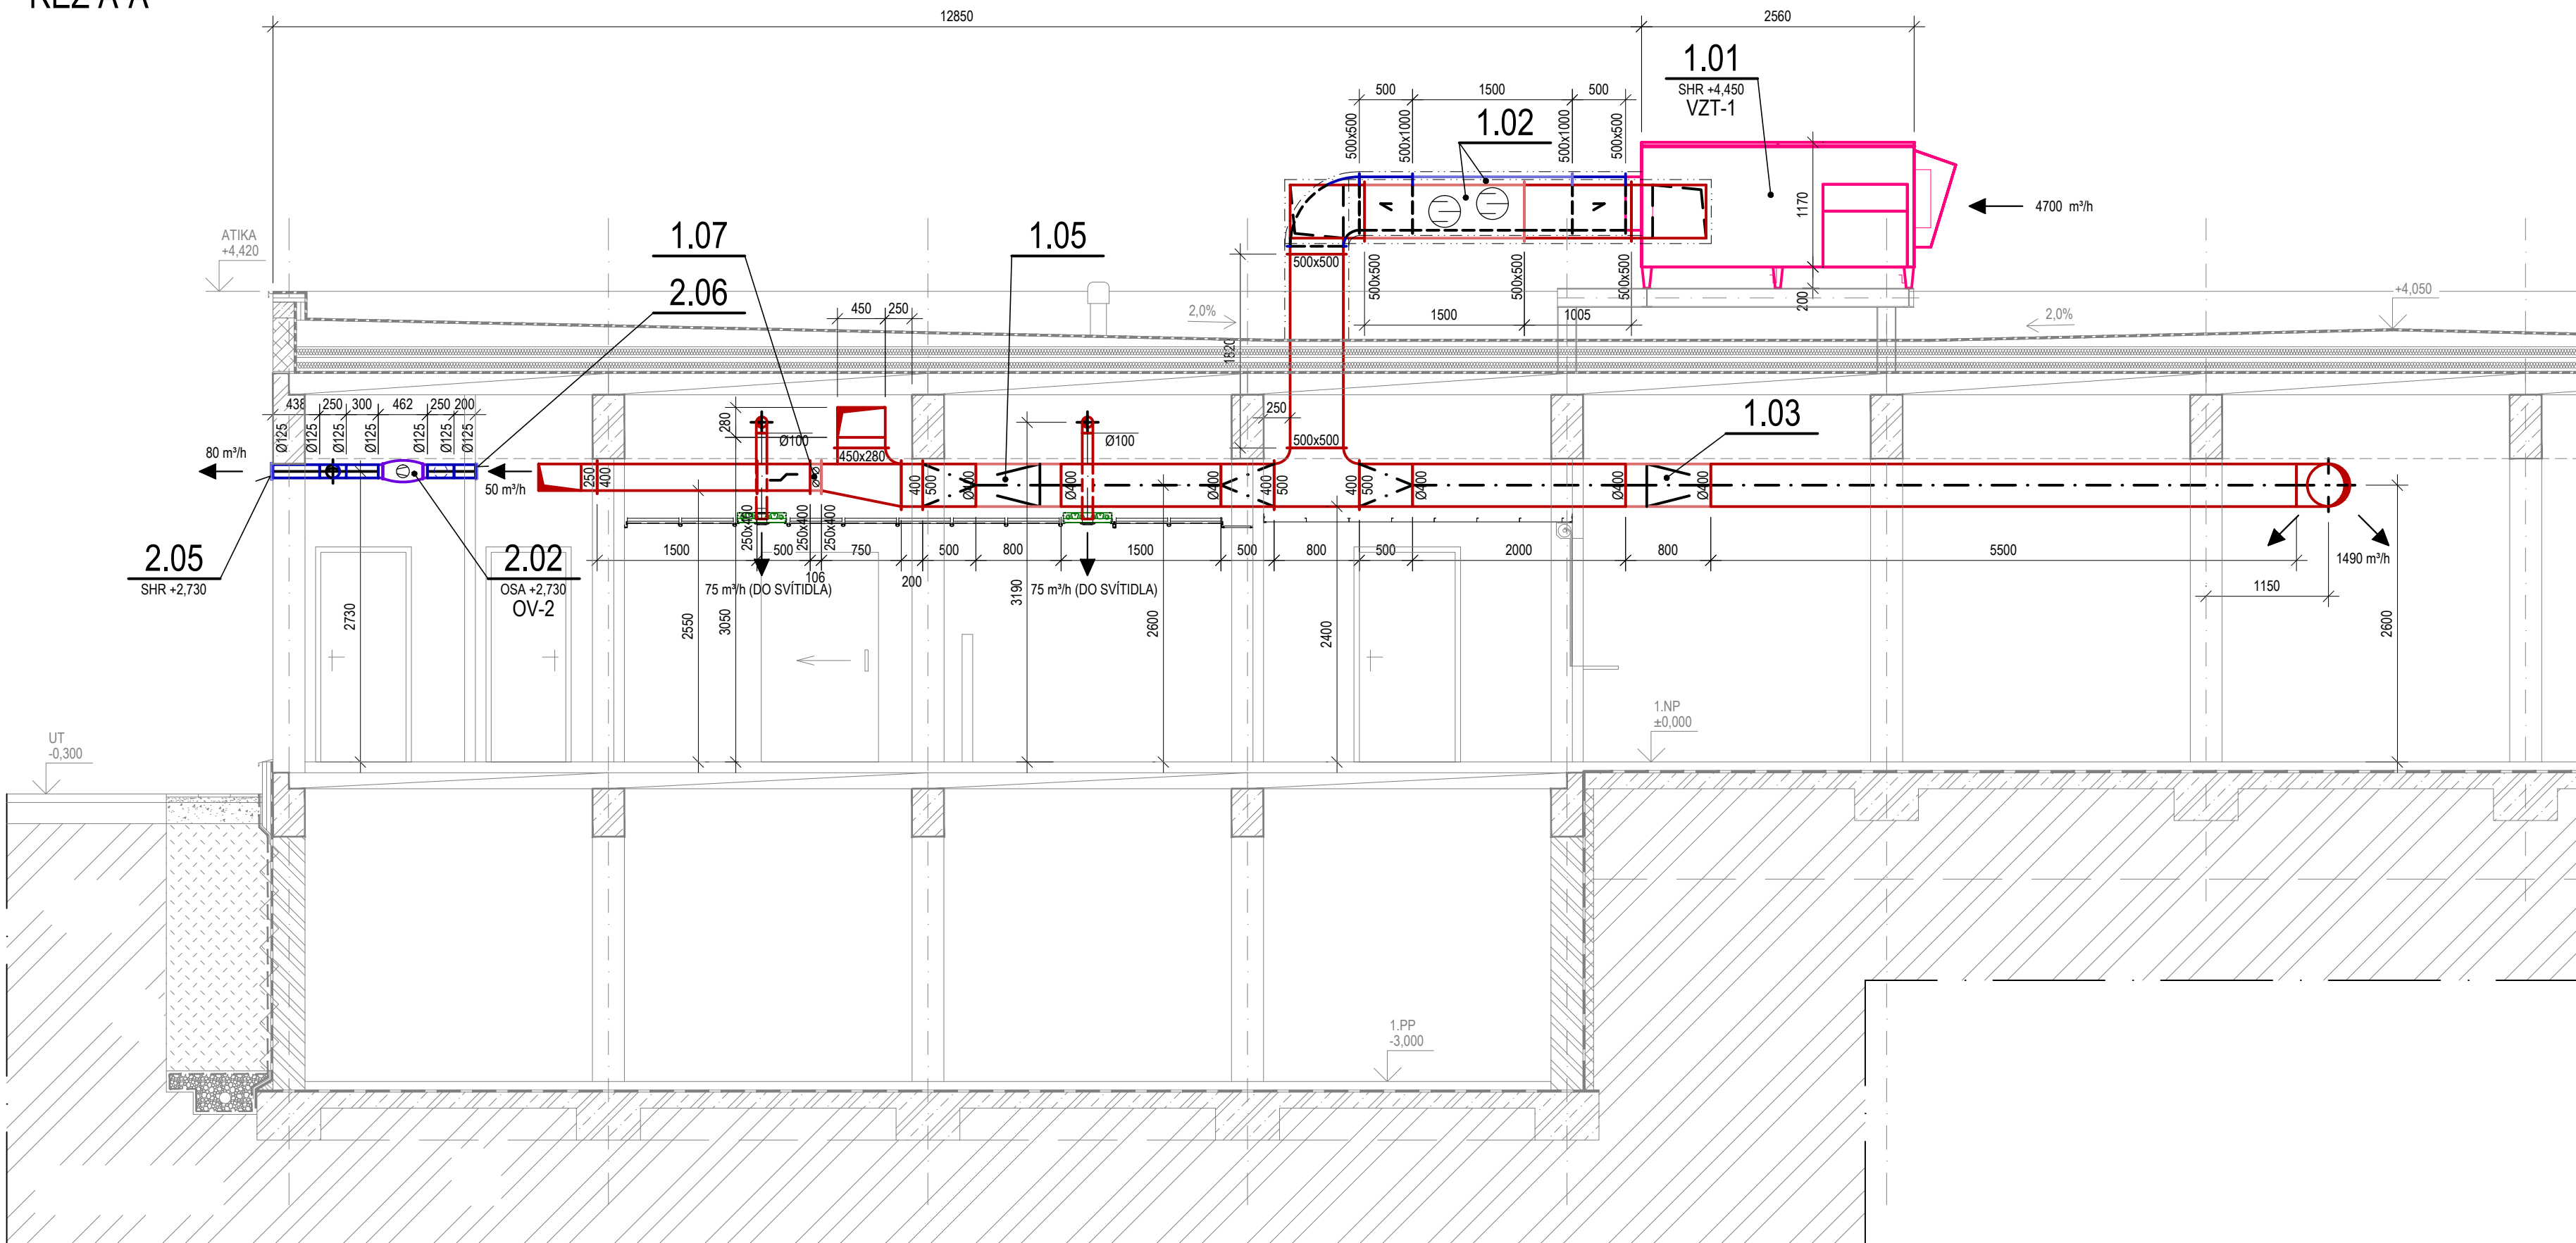 ŘEZ A-A
12850
2560
1.01
SHR +4,450
VZT-1
500
1500
500
1.02
500x500
500x1000
500x1000
500x500
1170
4700 m³/h
ATIKA
+4,420
1.07
1.05
2.06
500x500
500x500
500x500
500x500
200
+4,050
450
250
2,0%
1500
1005
2,0%
1820
438
250
300
462
250
200
280
250
1.03
Ø125
Ø125
Ø125
Ø125
Ø125
Ø125
Ø125
Ø100
Ø100
500x500
80 m³/h
450x280
50 m³/h
250
400
400
500
Ø400
Ø400
Ø400
400
500
400
500
Ø400
Ø400
Ø400
250x400
250x400
250x400
2.05
SHR +2,730
2.02
OSA +2,730
OV-2
1500
500
106
750
200
500
800
1500
500
800
500
2000
800
5500
1490 m³/h
75 m³/h (DO SVÍTIDLA)
75 m³/h (DO SVÍTIDLA)
1150
2730
2550
3050
3190
2600
2400
2600
1.NP
±0,000
UT
-0,300
1.PP
-3,000